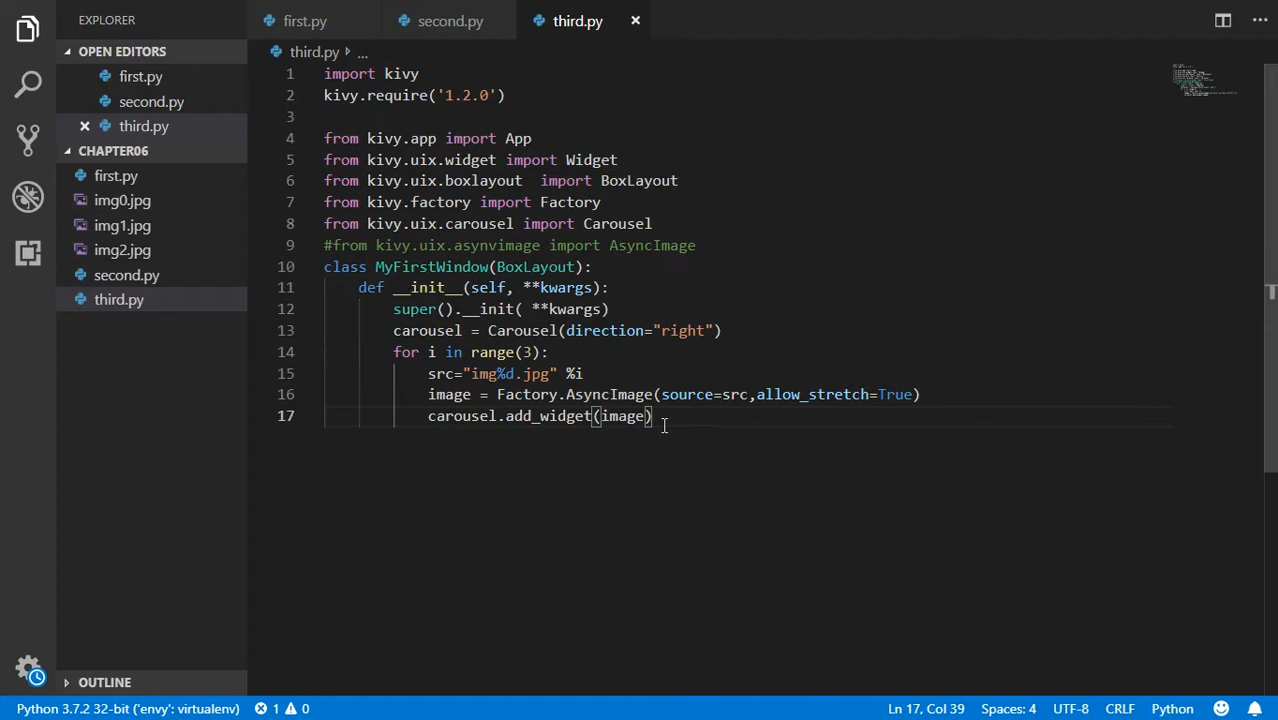 EXPLORER
first.py
second.py
third.py
OPEN EDITORS
first.py
second.py
third.py
CHAPTER06
first.py
img0.jpg
img1.jpg
img2.jpg
second.py
third.py
OUTLINE
third.py ...
1 import kivy
2 kivy.require('1.2.0')
3
4 from kivy.app import App
5 from kivy.uix.widget import Widget
6 from kivy.uix.boxlayout  import BoxLayout
7 from kivy.factory import Factory
8 from kivy.uix.carousel import Carousel
9 #from kivy.uix.asynvimage import AsyncImage
10 class MyFirstWindow(BoxLayout):
11     def __init__(self, **kwargs):
12         super().__init( **kwargs)
13         carousel = Carousel(direction="right")
14         for i in range(3):
15             src="img%d.jpg" %i
16             image = Factory.AsyncImage(source=src,allow_stretch=True)
17             carousel.add_widget(image)
Python 3.7.2 32-bit ('envy': virtualenv) 1 0 Ln 17, Col 39 Spaces: 4 UTF-8 CRLF Python